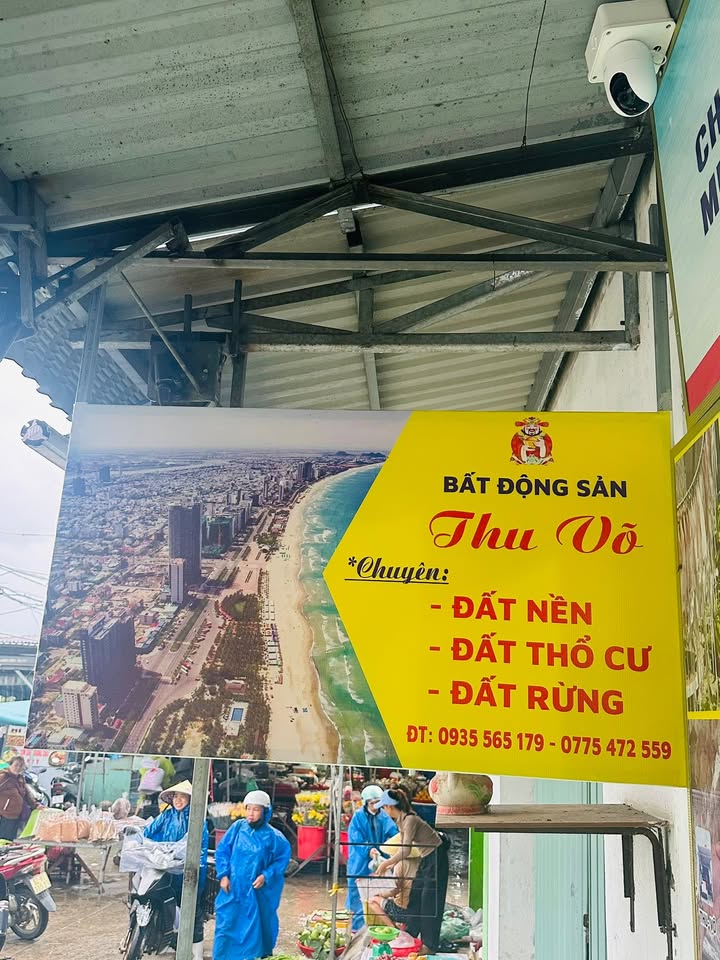 BẤT ĐỘNG SẢN
Thu Võ
*Chuyên:
- ĐẤT NỀN
- ĐẤT THỔ CƯ
- ĐẤT RỪNG
ĐT: 0935 565 179 - 0775 472 559